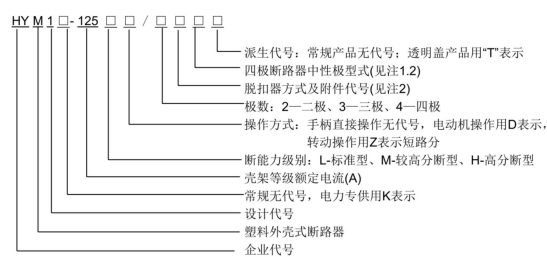 HYM1□-125□□/□□□□
派生代号：常规产品无代号；透明盖产品用“T”表示
四极断路器中性极型式(见注1.2)
脱扣器方式及附件代号(见注2)
极数：2—二极、3—三极、4—四极
操作方式：手柄直接操作无代号，电动机操作用D表示，
转动操作用Z表示短路分
断能力级别：L-标准型、M-较高分断型、H-高分断型
壳架等级额定电流(A)
常规无代号，电力专供用K表示
设计代号
塑料外壳式断路器
企业代号